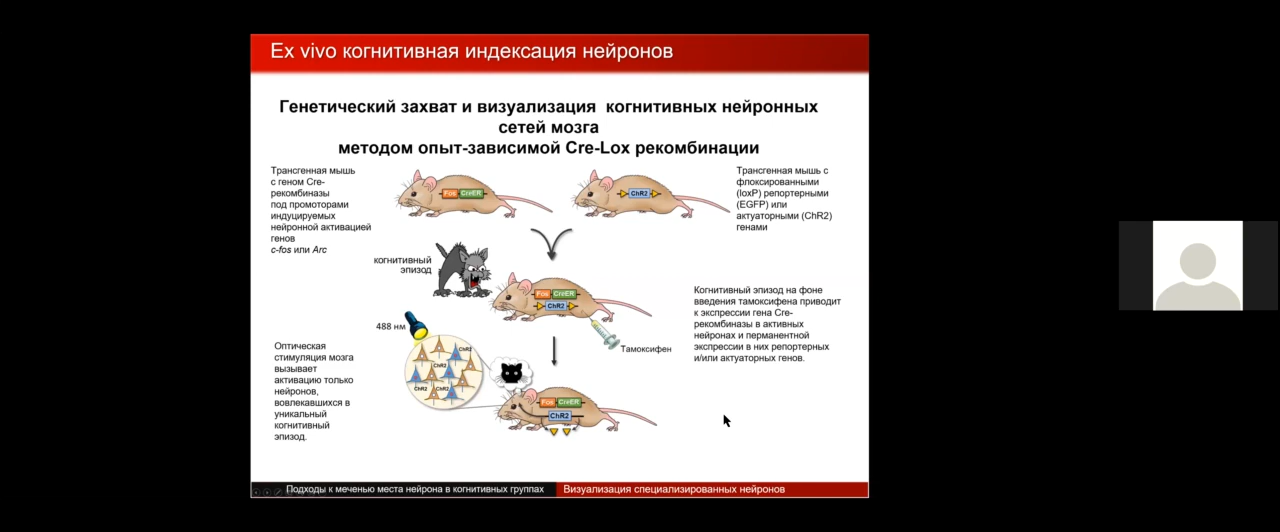 Ex vivo когнитивная индексация нейронов
Генетический захват и визуализация когнитивных нейронных
сетей мозга
методом опыт-зависимой Cre-Lox рекомбинации
Трансгенная мышь
с геном Cre-
рекомбиназы
под промоторами
индуцируемых
нейронной активацией
генов
c-fos или Arc
Fos CreER
ChR2
Трансгенная мышь с
флоксированными
(loxP) репортерными
(EGFP) или
актуаторными (ChR2)
генами
когнитивный
эпизод
Fos CreER
ChR2
Когнитивный эпизод на фоне
введения тамоксифена приводит
к экспрессии гена Cre-
рекомбиназы в активных
нейронах и перманентной
экспрессии в них репортерных
и/или актуаторных генов.
488 нм
Тамоксифен
Оптическая
стимуляция мозга
вызывает
активацию только
нейронов,
вовлекавшихся в
уникальный
когнитивный
эпизод.
ChR2
ChR2
ChR2
ChR2
ChR2
Fos CreER
ChR2
Подходы к мечению места нейрона в когнитивных группах
Визуализация специализированных нейронов